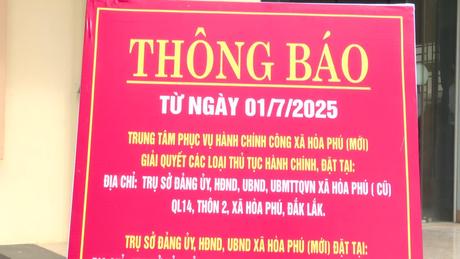 THÔNG BÁO
TỪ NGÀY 01/7/2025
TRUNG TÂM PHỤC VỤ HÀNH CHÍNH CÔNG XÃ HÒA PHÚ (MỚI)
GIẢI QUYẾT CÁC LOẠI THỦ TỤC HÀNH CHÍNH, ĐẶT TẠI:
ĐỊA CHỈ: TRỤ SỞ ĐẢNG ỦY, HĐND, UBND, UBMTTQVN XÃ HÒA PHÚ ( CŨ)
QL14, THÔN 2, XÃ HÒA PHÚ, ĐẮK LẮK.
TRỤ SỞ ĐẢNG ỦY, HĐND, UBND XÃ HÒA PHÚ (MỚI) ĐẶT TẠI: